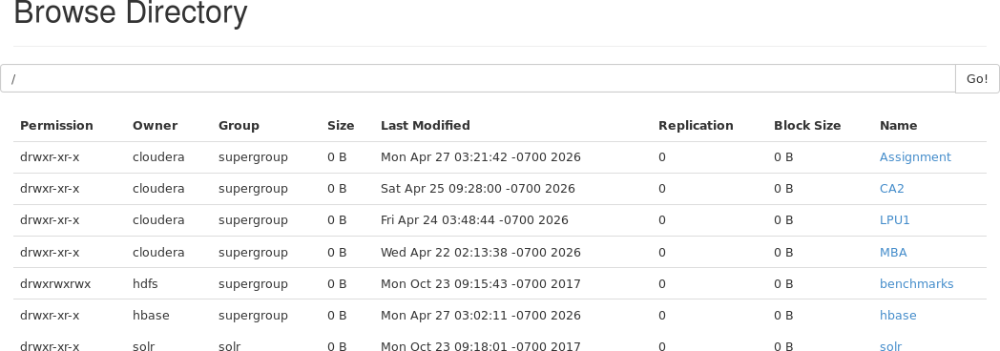 Browse Directory
/ Go!
Permission Owner Group Size Last Modified Replication Block Size Name
drwxr-xr-x cloudera supergroup 0 B Mon Apr 27 03:21:42 -0700 2026 0 0 B Assignment
drwxr-xr-x cloudera supergroup 0 B Sat Apr 25 09:28:00 -0700 2026 0 0 B CA2
drwxr-xr-x cloudera supergroup 0 B Fri Apr 24 03:48:44 -0700 2026 0 0 B LPU1
drwxr-xr-x cloudera supergroup 0 B Wed Apr 22 02:13:38 -0700 2026 0 0 B MBA
drwxrwxrwx hdfs supergroup 0 B Mon Oct 23 09:15:43 -0700 2017 0 0 B benchmarks
drwxr-xr-x hbase supergroup 0 B Mon Apr 27 03:02:11 -0700 2026 0 0 B hbase
drwxr-xr-x solr solr 0 B Mon Oct 23 09:18:01 -0700 2017 0 0 B solr